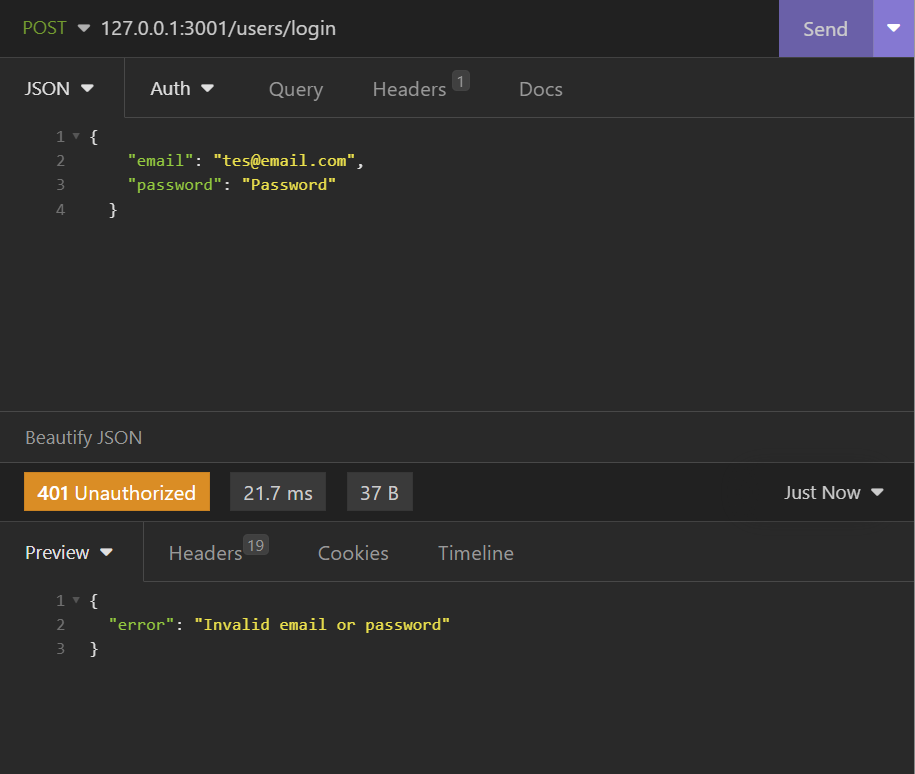 POST 127.0.0.1:3001/users/login Send
JSON Auth Query Headers 1 Docs
1 {
2 "email": "tes@email.com",
3 "password": "Password"
4 }
Beautify JSON
401 Unauthorized 21.7 ms 37 B Just Now
Preview Headers 19 Cookies Timeline
1 {
2 "error": "Invalid email or password"
3 }